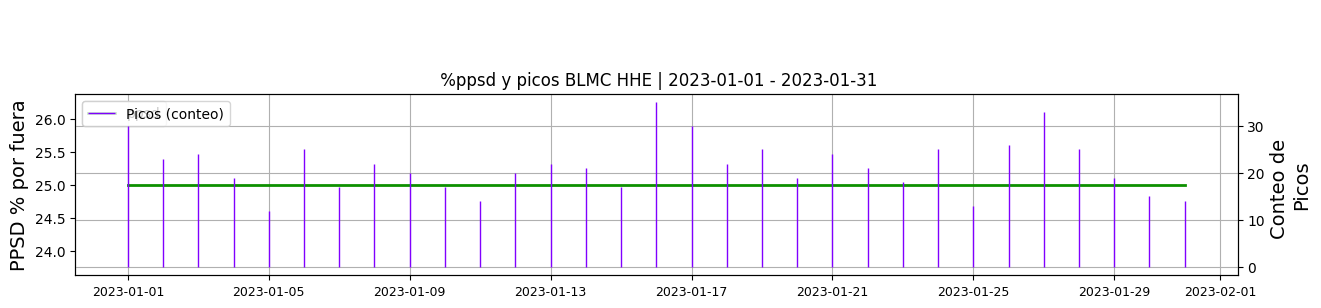 %ppsd y picos BLMC HHE | 2023-01-01 - 2023-01-31
Picos (conteo)
PPSD % por fuera
26.0
25.5
25.0
24.5
24.0
30
20
10
0
Conteo de
Picos
2023-01-01 2023-01-05 2023-01-09 2023-01-13 2023-01-17 2023-01-21 2023-01-25 2023-01-29 2023-02-01